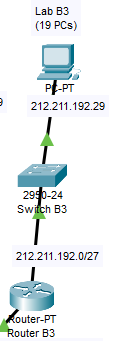 Lab B3
(19 PCs)
9
PC-PT
212.211.192.29
2950-24
Switch B3
212.211.192.0/27
Router-PT
Router B3